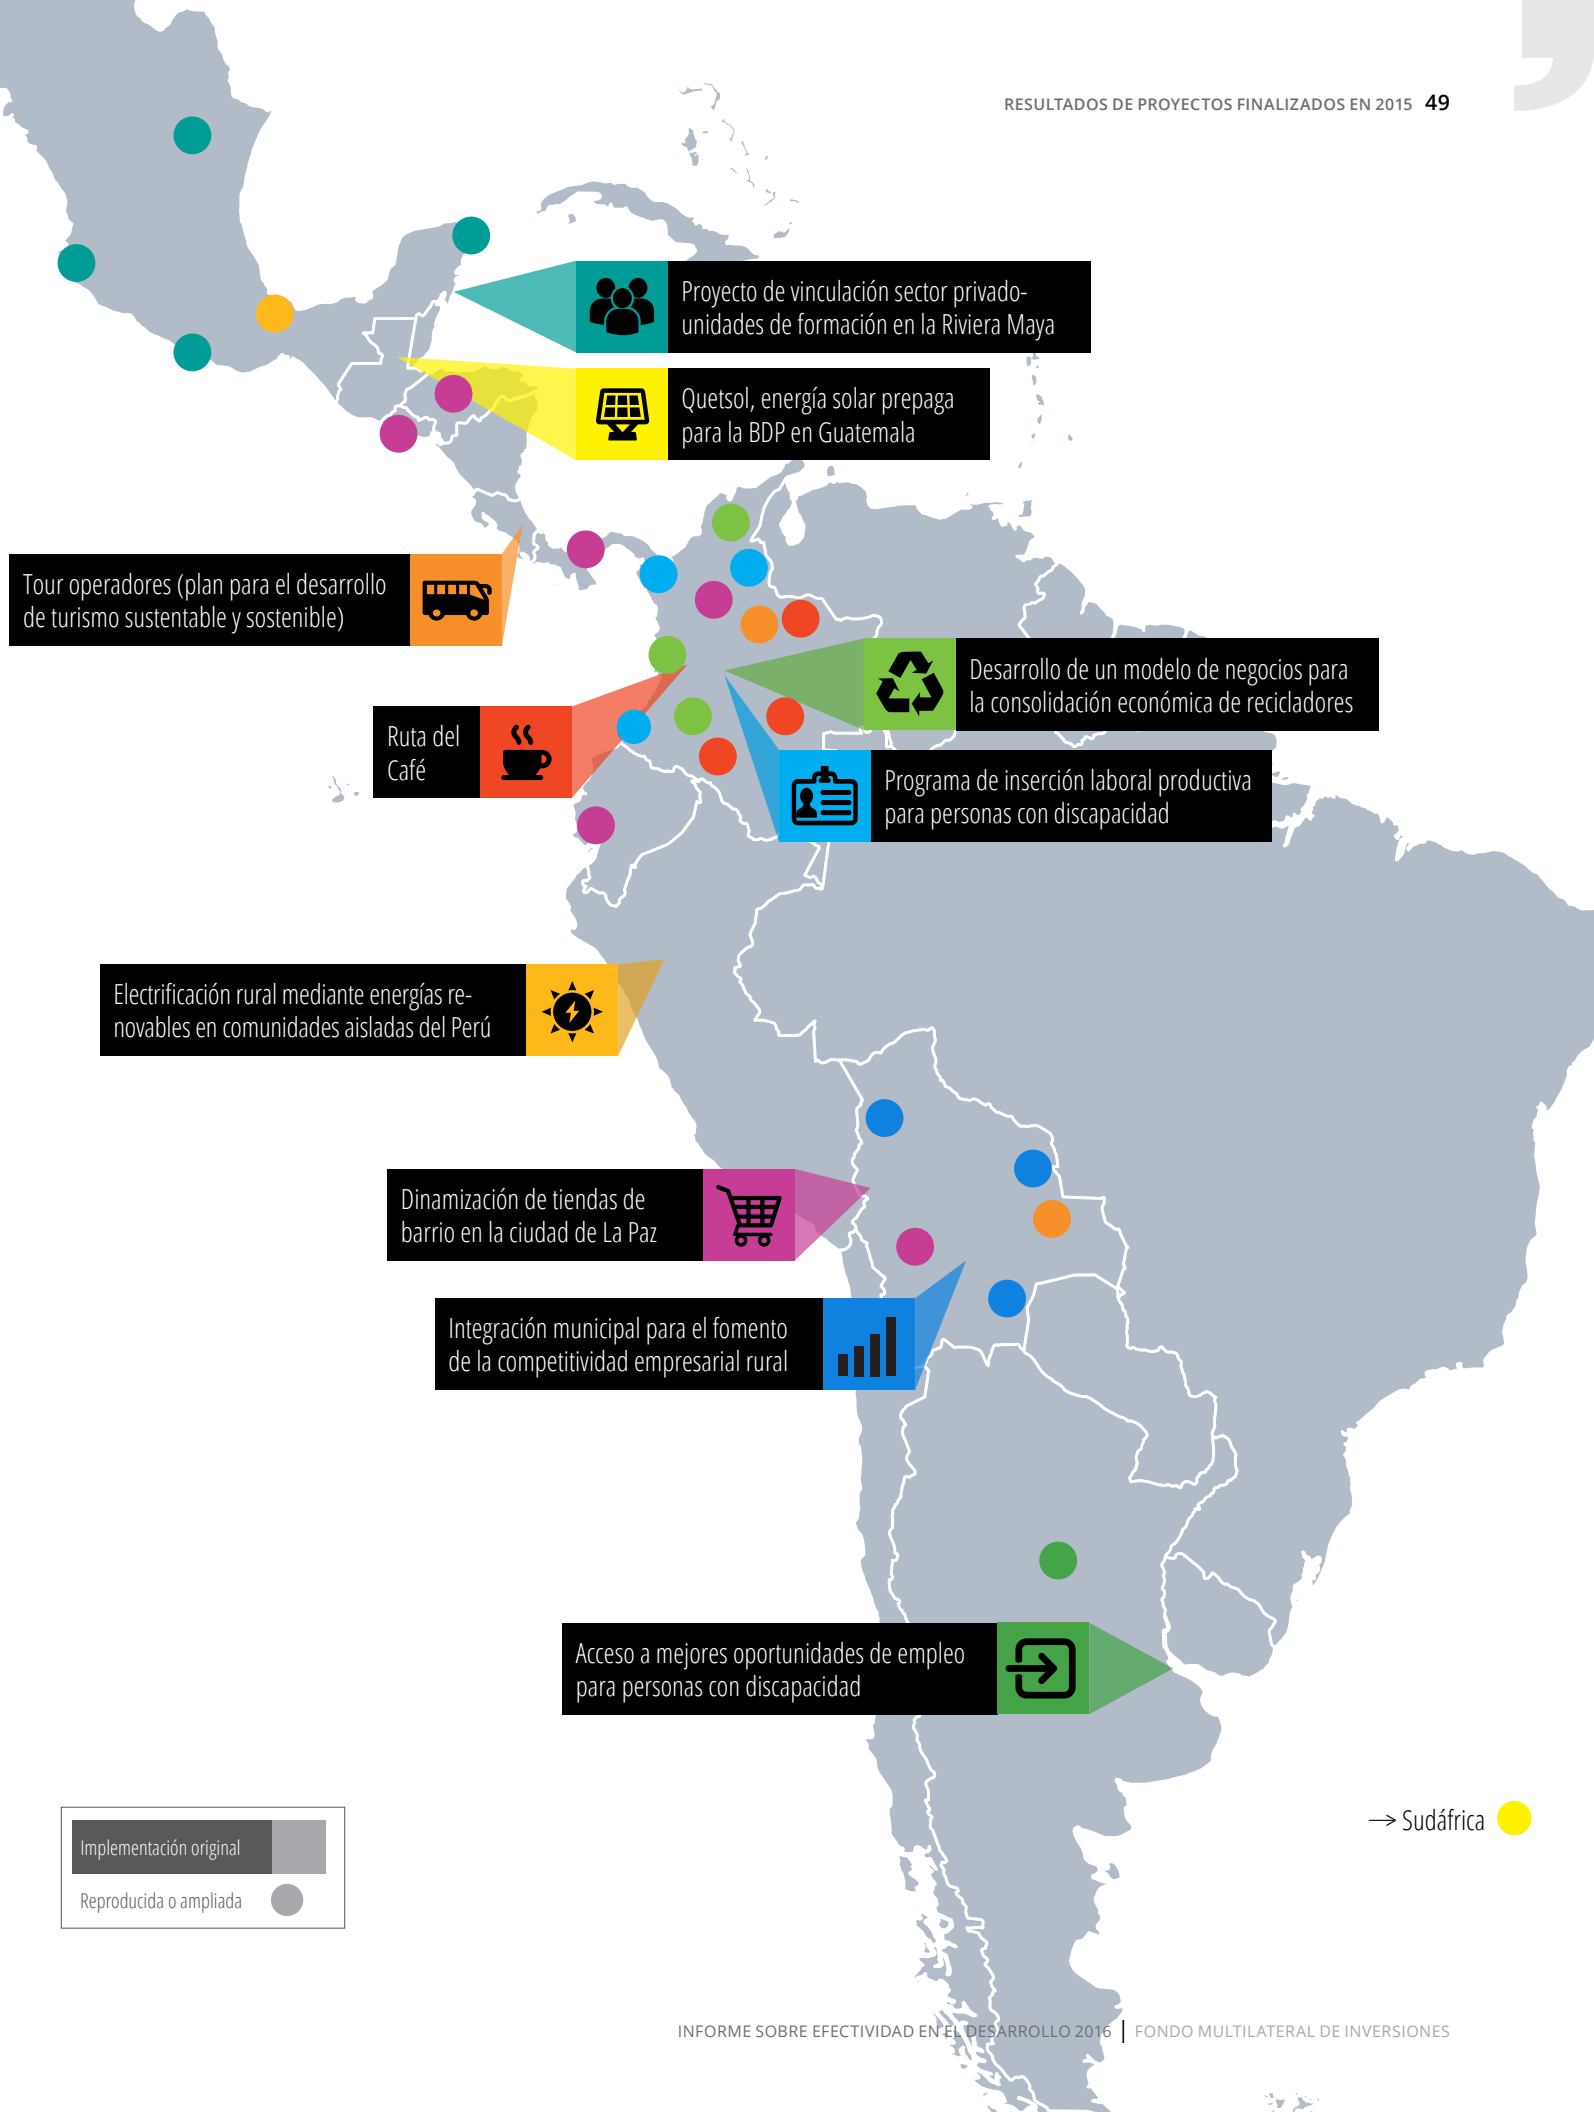 RESULTADOS DE PROYECTOS FINALIZADOS EN 2015 49
Proyecto de vinculación sector privado-
unidades de formación en la Riviera Maya
Quetsol, energía solar prepaga
para la BDP en Guatemala
Tour operadores (plan para el desarrollo
de turismo sustentable y sostenible)
Desarrollo de un modelo de negocios para
la consolidación económica de recicladores
Ruta del
Café
Programa de inserción laboral productiva
para personas con discapacidad
Electrificación rural mediante energías re-
novables en comunidades aisladas del Perú
Dinamización de tiendas de
barrio en la ciudad de La Paz
Integración municipal para el fomento
de la competitividad empresarial rural
Acceso a mejores oportunidades de empleo
para personas con discapacidad
→ Sudáfrica
Implementación original
Reproducida o ampliada
INFORME SOBRE EFECTIVIDAD EN EL DESARROLLO 2016 | FONDO MULTILATERAL DE INVERSIONES